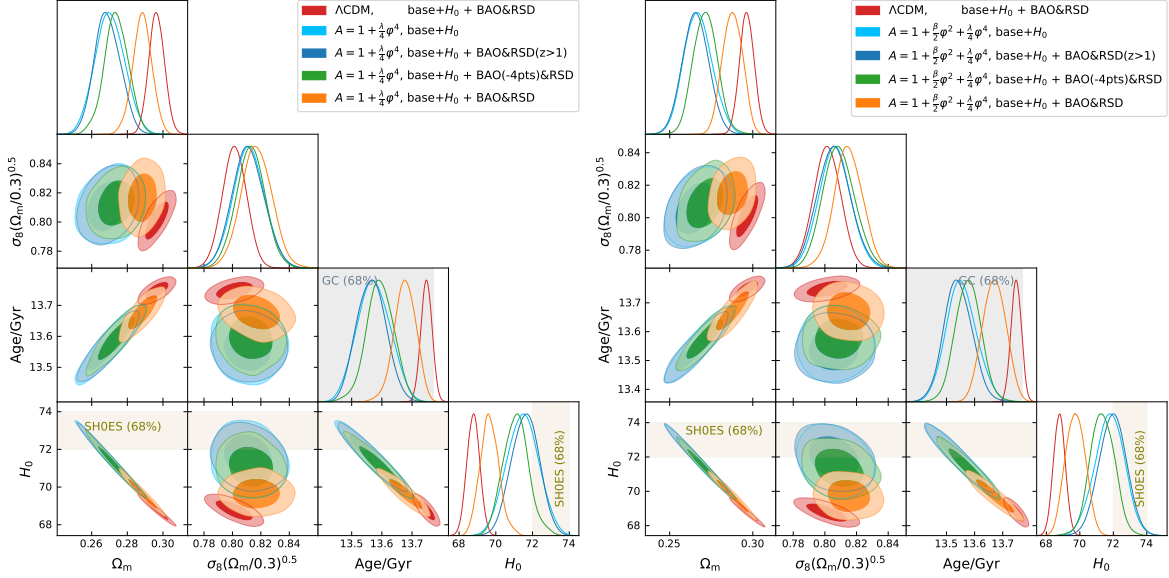 ΛCDM, base+H₀ + BAO&RSD
A = 1 + λ/4 φ⁴, base+H₀
A = 1 + λ/4 φ⁴, base+H₀ + BAO&RSD(z>1)
A = 1 + λ/4 φ⁴, base+H₀ + BAO(-4pts)&RSD
A = 1 + λ/4 φ⁴, base+H₀ + BAO&RSD
0.84
0.82
0.80
0.78
σ₈(Ωₘ/0.3)⁰·⁵
GC (68%)
13.7
13.6
13.5
Age/Gyr
SH0ES (68%)
SH0ES (68%)
74
72
70
68
H₀
0.26 0.28 0.30
0.78 0.80 0.82 0.84
13.5 13.6 13.7
68 70 72 74
Ωₘ
σ₈(Ωₘ/0.3)⁰·⁵
Age/Gyr
H₀
ΛCDM, base+H₀ + BAO&RSD
A = 1 + β/2 φ² + λ/4 φ⁴, base+H₀
A = 1 + β/2 φ² + λ/4 φ⁴, base+H₀ + BAO&RSD(z>1)
A = 1 + β/2 φ² + λ/4 φ⁴, base+H₀ + BAO(-4pts)&RSD
A = 1 + β/2 φ² + λ/4 φ⁴, base+H₀ + BAO&RSD
0.84
0.82
0.80
0.78
σ₈(Ωₘ/0.3)⁰·⁵
GC (68%)
13.7
13.6
13.5
13.4
Age/Gyr
SH0ES (68%)
SH0ES (68%)
74
72
70
68
H₀
0.26 0.28 0.30
0.78 0.80 0.82 0.84
13.5 13.6 13.7
68 70 72 74
Ωₘ
σ₈(Ωₘ/0.3)⁰·⁵
Age/Gyr
H₀